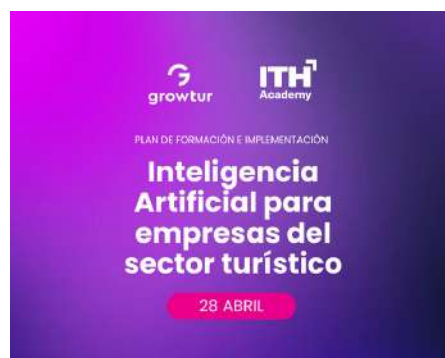 growtur
ITH
Academy
PLAN DE FORMACIÓN E IMPLEMENTACIÓN
Inteligencia
Artificial para
empresas del
sector turístico
28 ABRIL